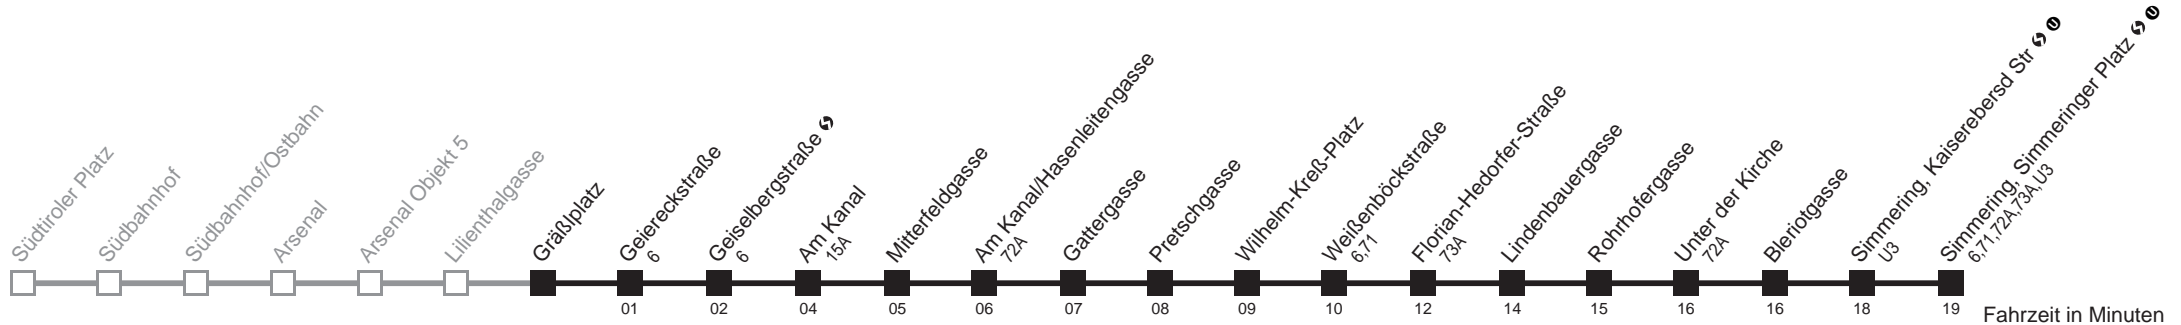 Südtiroler Platz
Südbahnhof
Südbahnhof/Ostbahn
Arsenal
Arsenal Objekt 5
Lilienthalgasse
Gräßlplatz
Geiereckstraße
6
Geiselbergstraße
6
Am Kanal
15A
Mitterfeldgasse
Am Kanal/Hasenleitengasse
72A
Gattergasse
Pretschgasse
Wilhelm-Kreß-Platz
Weißenböckstraße
6,71
Florian-Hedorfer-Straße
73A
Lindenbauergasse
Rohrhofergasse
Unter der Kirche
72A
Bleriotgasse
Simmering, Kaiserebersd Str U
U3
Simmering, Simmeringer Platz U
6,71,72A,73A,U3
01 02 04 05 06 07 08 09 10 12 14 15 16 16 18 19 Fahrzeit in Minuten